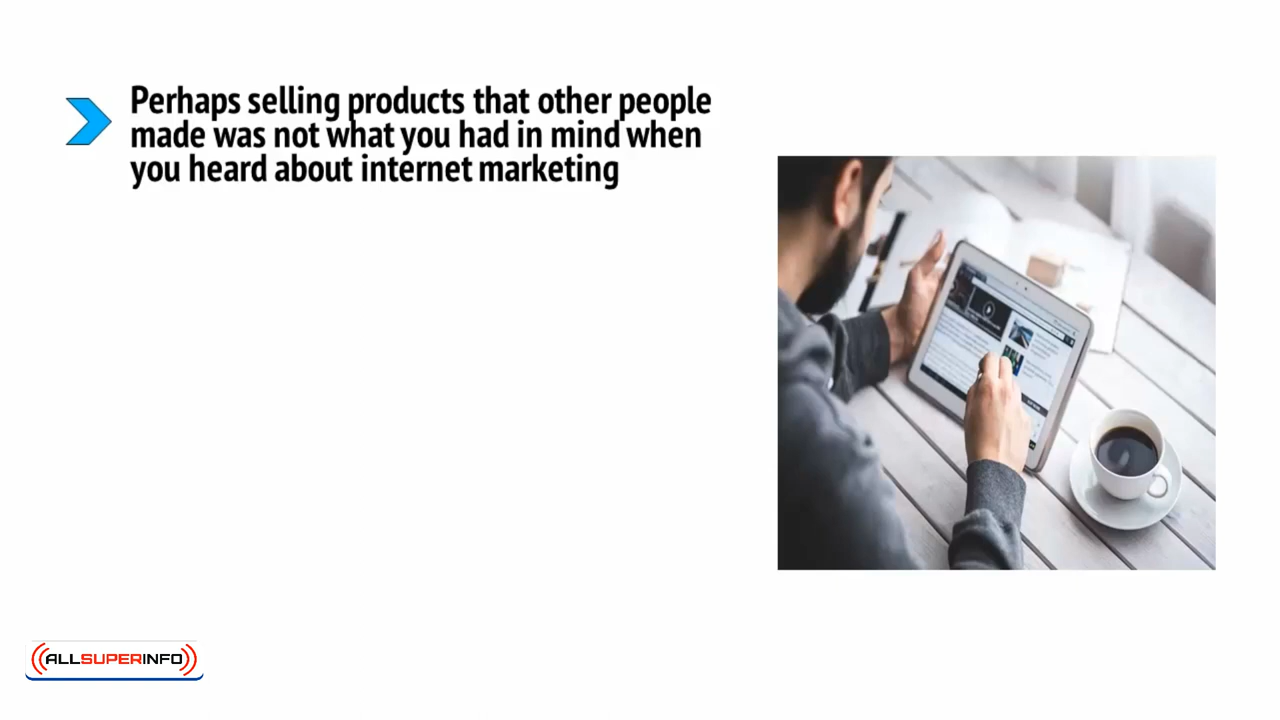 Perhaps selling products that other people
made was not what you had in mind when
you heard about internet marketing
ALLSUPERINFO